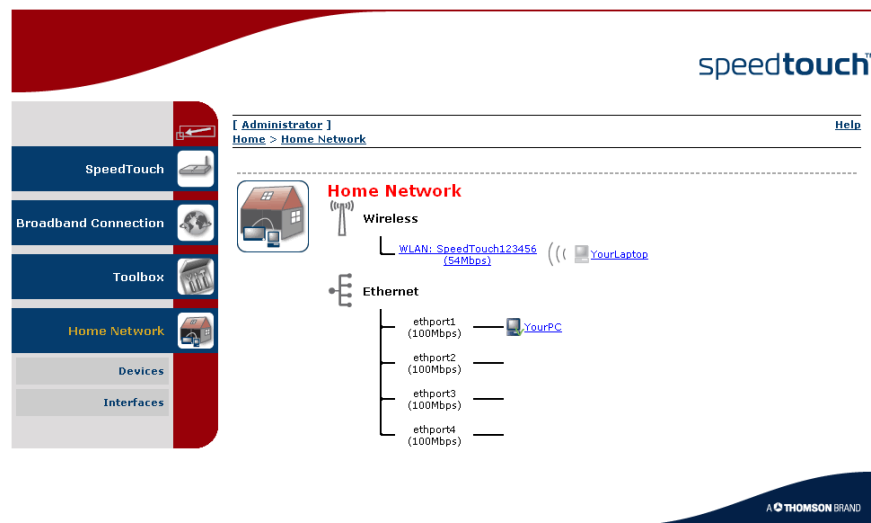 speedtouch™
[ Administrator ]
Help
Home > Home Network
SpeedTouch
Broadband Connection
Toolbox
Home Network
Devices
Interfaces
Home Network
Wireless
WLAN: SpeedTouch123456
(54Mbps)
YourLaptop
Ethernet
ethport1
(100Mbps)
YourPC
ethport2
(100Mbps)
ethport3
(100Mbps)
ethport4
(100Mbps)
A THOMSON BRAND